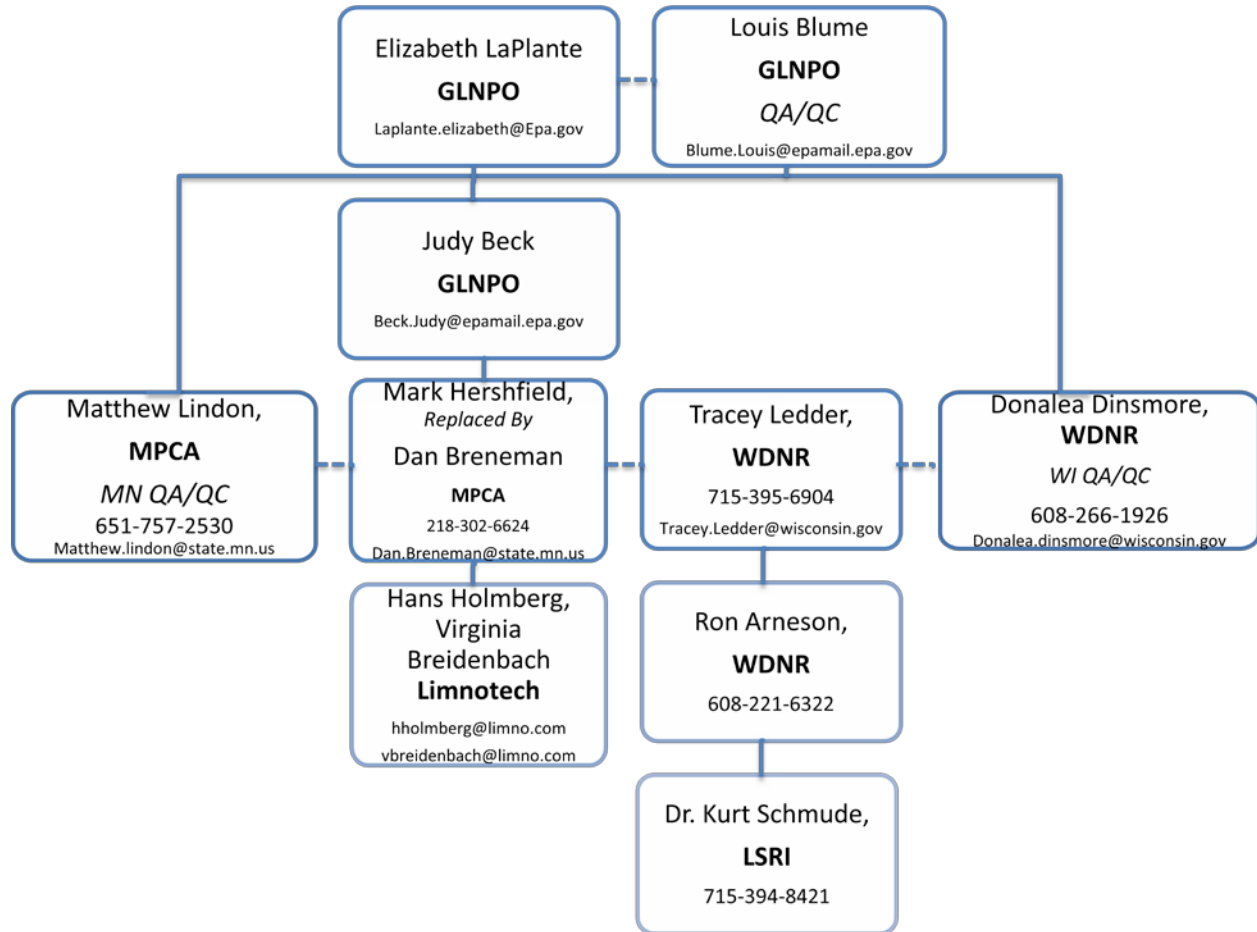 Elizabeth LaPlante
GLNPO
Laplante.elizabeth@Epa.gov
Louis Blume
GLNPO
QA/QC
Blume.Louis@epamail.epa.gov
Judy Beck
GLNPO
Beck.Judy@epamail.epa.gov
Matthew Lindon,
MPCA
MN QA/QC
651-757-2530
Matthew.lindon@state.mn.us
Mark Hershfield,
Replaced By
Dan Breneman
MPCA
218-302-6624
Dan.Breneman@state.mn.us
Tracey Ledder,
WDNR
715-395-6904
Tracey.Ledder@wisconsin.gov
Donalea Dinsmore,
WDNR
WI QA/QC
608-266-1926
Donalea.dinsmore@wisconsin.gov
Hans Holmberg,
Virginia
Breidenbach
Limnotech
hholmberg@limno.com
vbreidenbach@limno.com
Ron Arneson,
WDNR
608-221-6322
Dr. Kurt Schmude,
LSRI
715-394-8421